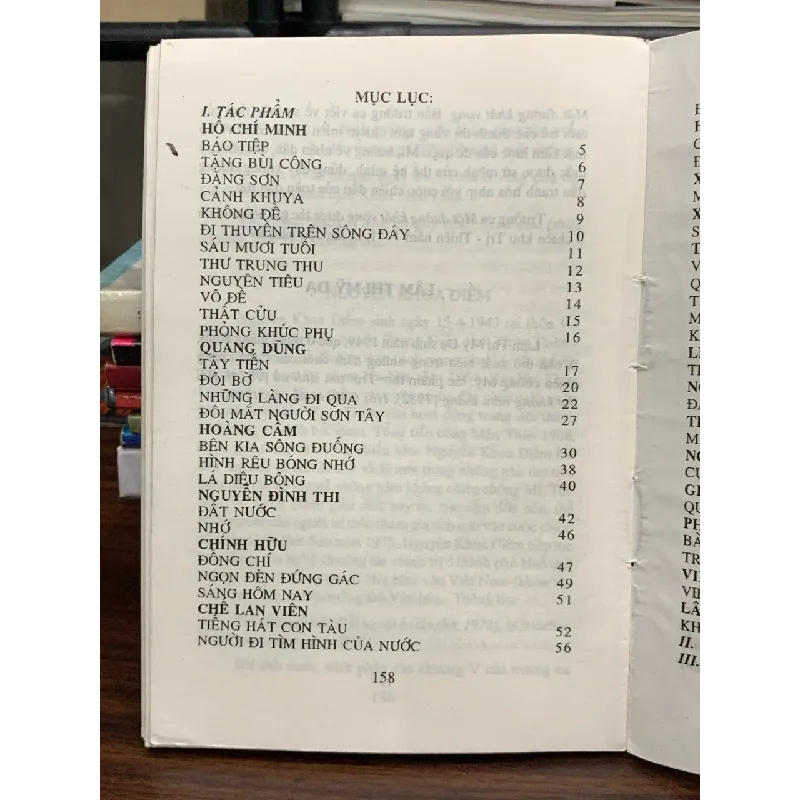 MỤC LỤC:
I. TÁC PHẨM
HỒ CHÍ MINH
BÁO TIỆP 5
TẶNG BÙI CÔNG 6
ĐĂNG SƠN 7
CẢNH KHUYA 8
KHÔNG ĐỀ 9
ĐI THUYỀN TRÊN SÔNG ĐÁY 10
SÁU MƯƠI TUỔI 11
THƯ TRUNG THU 12
NGUYÊN TIÊU 13
VÔ ĐỀ 14
THẤT CỬU 15
PHỎNG KHÚC PHỤ 16
QUANG DŨNG
TÂY TIẾN 17
ĐÔI BỜ 20
NHỮNG LÀNG ĐI QUA 22
ĐÔI MẮT NGƯỜI SƠN TÂY 27
HOÀNG CẦM
BÊN KIA SÔNG ĐUỐNG 30
HÌNH RÊU BÓNG NHỚ 38
LÁ DIÊU BÔNG 40
NGUYỄN ĐÌNH THI
ĐẤT NƯỚC 42
NHỚ 46
CHÍNH HỮU
ĐỒNG CHÍ 47
NGỌN ĐÈN ĐỨNG GÁC 49
SÁNG HÔM NAY 51
CHẾ LAN VIÊN
TIẾNG HÁT CON TÀU 52
NGƯỜI ĐI TÌM HÌNH CỦA NƯỚC 56
158